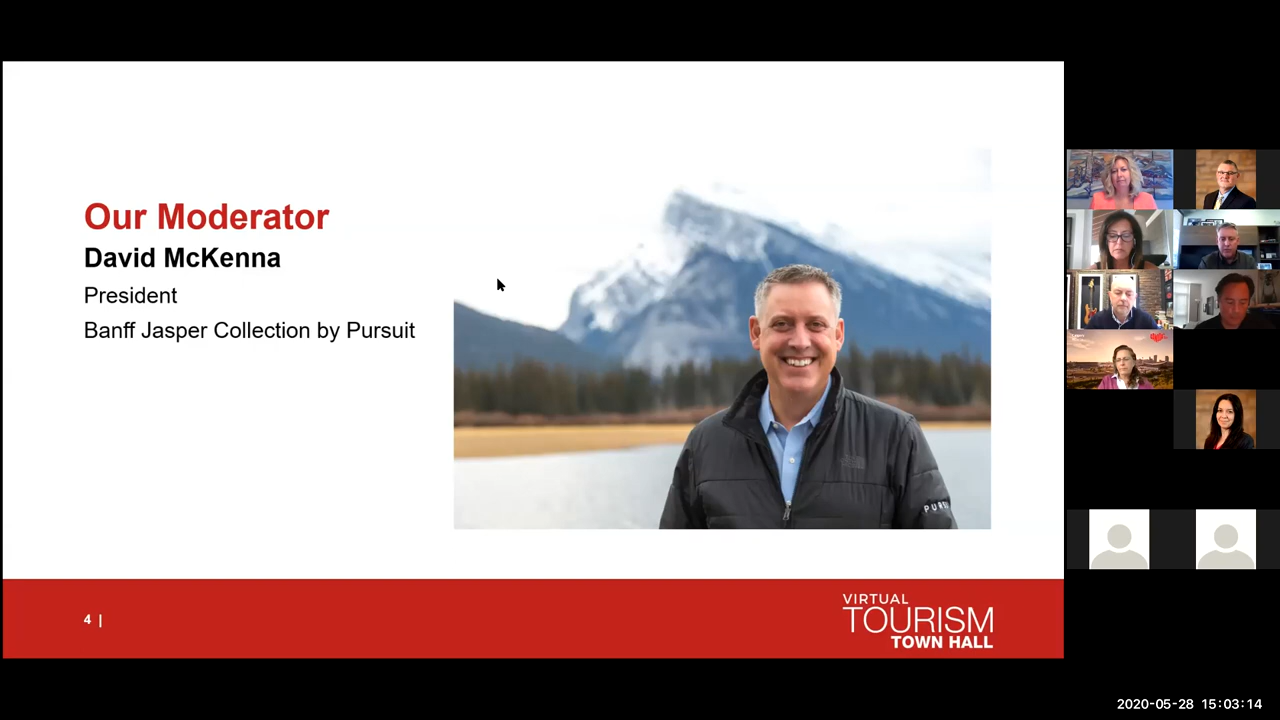 Our Moderator
David McKenna
President
Banff Jasper Collection by Pursuit
4 |
VIRTUAL
TOURISM
TOWN HALL
2020-05-28 15:03:14